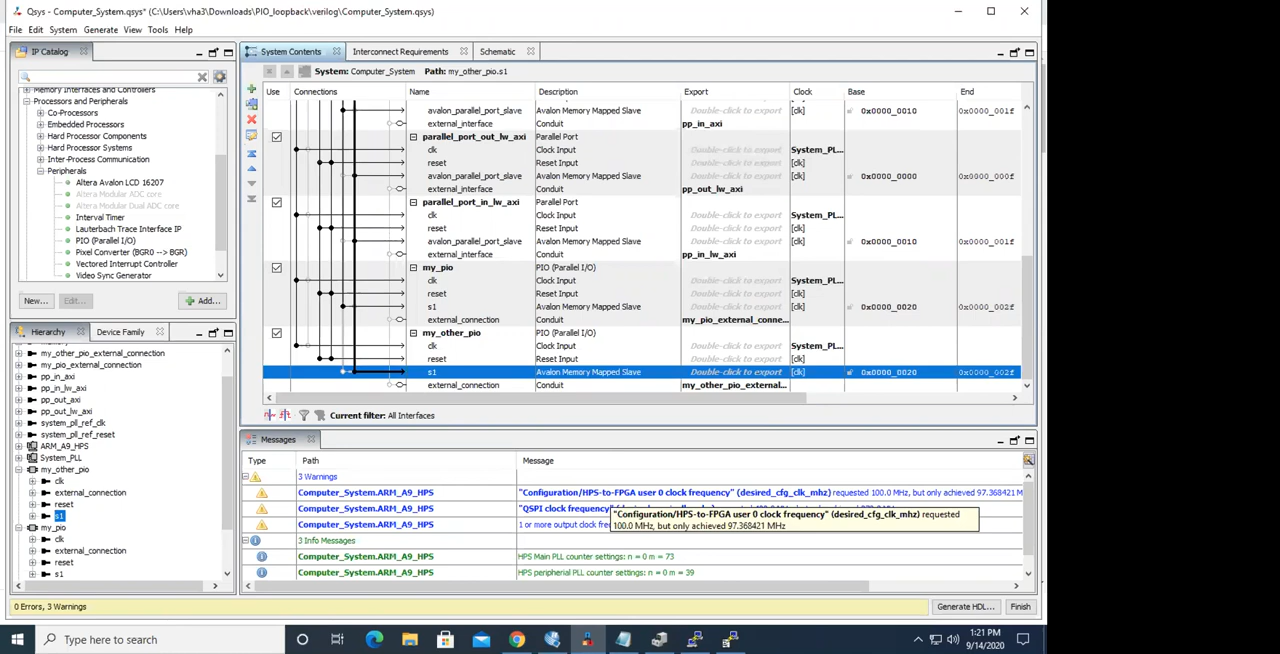 Qsys - Computer_System.qsys* (C:\Users\vha3\Downloads\PIO_loopback\verilog\Computer_System.qsys)
File Edit System Generate View Tools Help
IP Catalog
Processors and Peripherals
Co-Processors
Embedded Processors
Hard Processor Components
Hard Processor Systems
Inter-Process Communication
Peripherals
Altera Avalon LCD 16207
Altera Modular ADC core
Altera Modular Dual ADC core
Interval Timer
Lauterbach Trace Interface IP
PIO (Parallel I/O)
Pixel Converter (BGR0 --> BGR)
Vectored Interrupt Controller
Video Sync Generator
New... Edit... Add...
Hierarchy Device Family
my_other_pio_external_connection
my_pio_external_connection
pp_in_axi
pp_in_lw_axi
pp_out_axi
pp_out_lw_axi
system_pll_ref_clk
system_pll_ref_reset
ARM_A9_HPS
System_PLL
my_other_pio
clk
external_connection
reset
s1
my_pio
clk
external_connection
reset
s1
System Contents Interconnect Requirements Schematic
System: Computer_System Path: my_other_pio.s1
Use Connections Name Description Export Clock Base End
avalon_parallel_port_slave Avalon Memory Mapped Slave Double-click to export [clk] 0x0000_0010 0x0000_001f
external_interface Conduit pp_in_axi
parallel_port_out_lw_axi Parallel Port
clk Clock Input Double-click to export System_PL...
reset Reset Input Double-click to export [clk]
avalon_parallel_port_slave Avalon Memory Mapped Slave Double-click to export [clk] 0x0000_0000 0x0000_000f
external_interface Conduit pp_out_lw_axi
parallel_port_in_lw_axi Parallel Port
clk Clock Input Double-click to export System_PL...
reset Reset Input Double-click to export [clk]
avalon_parallel_port_slave Avalon Memory Mapped Slave Double-click to export [clk] 0x0000_0010 0x0000_001f
external_interface Conduit pp_in_lw_axi
my_pio PIO (Parallel I/O)
clk Clock Input Double-click to export System_PL...
reset Reset Input Double-click to export [clk]
s1 Avalon Memory Mapped Slave Double-click to export [clk] 0x0000_0020 0x0000_002f
external_connection Conduit my_pio_external_conne...
my_other_pio PIO (Parallel I/O)
clk Clock Input Double-click to export System_PL...
reset Reset Input Double-click to export [clk]
s1 Avalon Memory Mapped Slave Double-click to export [clk] 0x0000_0020 0x0000_002f
external_connection Conduit my_other_pio_external...
Current filter: All Interfaces
Messages
Type Path Message
3 Warnings
Computer_System.ARM_A9_HPS "Configuration/HPS-to-FPGA user 0 clock frequency" (desired_cfg_clk_mhz) requested 100.0 MHz, but only achieved 97.368421 M
Computer_System.ARM_A9_HPS "QSPI clock frequency"
Computer_System.ARM_A9_HPS 1 or more output clock fre
"Configuration/HPS-to-FPGA user 0 clock frequency" (desired_cfg_clk_mhz) requested
100.0 MHz, but only achieved 97.368421 MHz
3 Info Messages
Computer_System.ARM_A9_HPS HPS Main PLL counter settings: n = 0 m = 73
Computer_System.ARM_A9_HPS HPS peripherial PLL counter settings: n = 0 m = 39
0 Errors, 3 Warnings Generate HDL... Finish
Type here to search
1:21 PM
9/14/2020